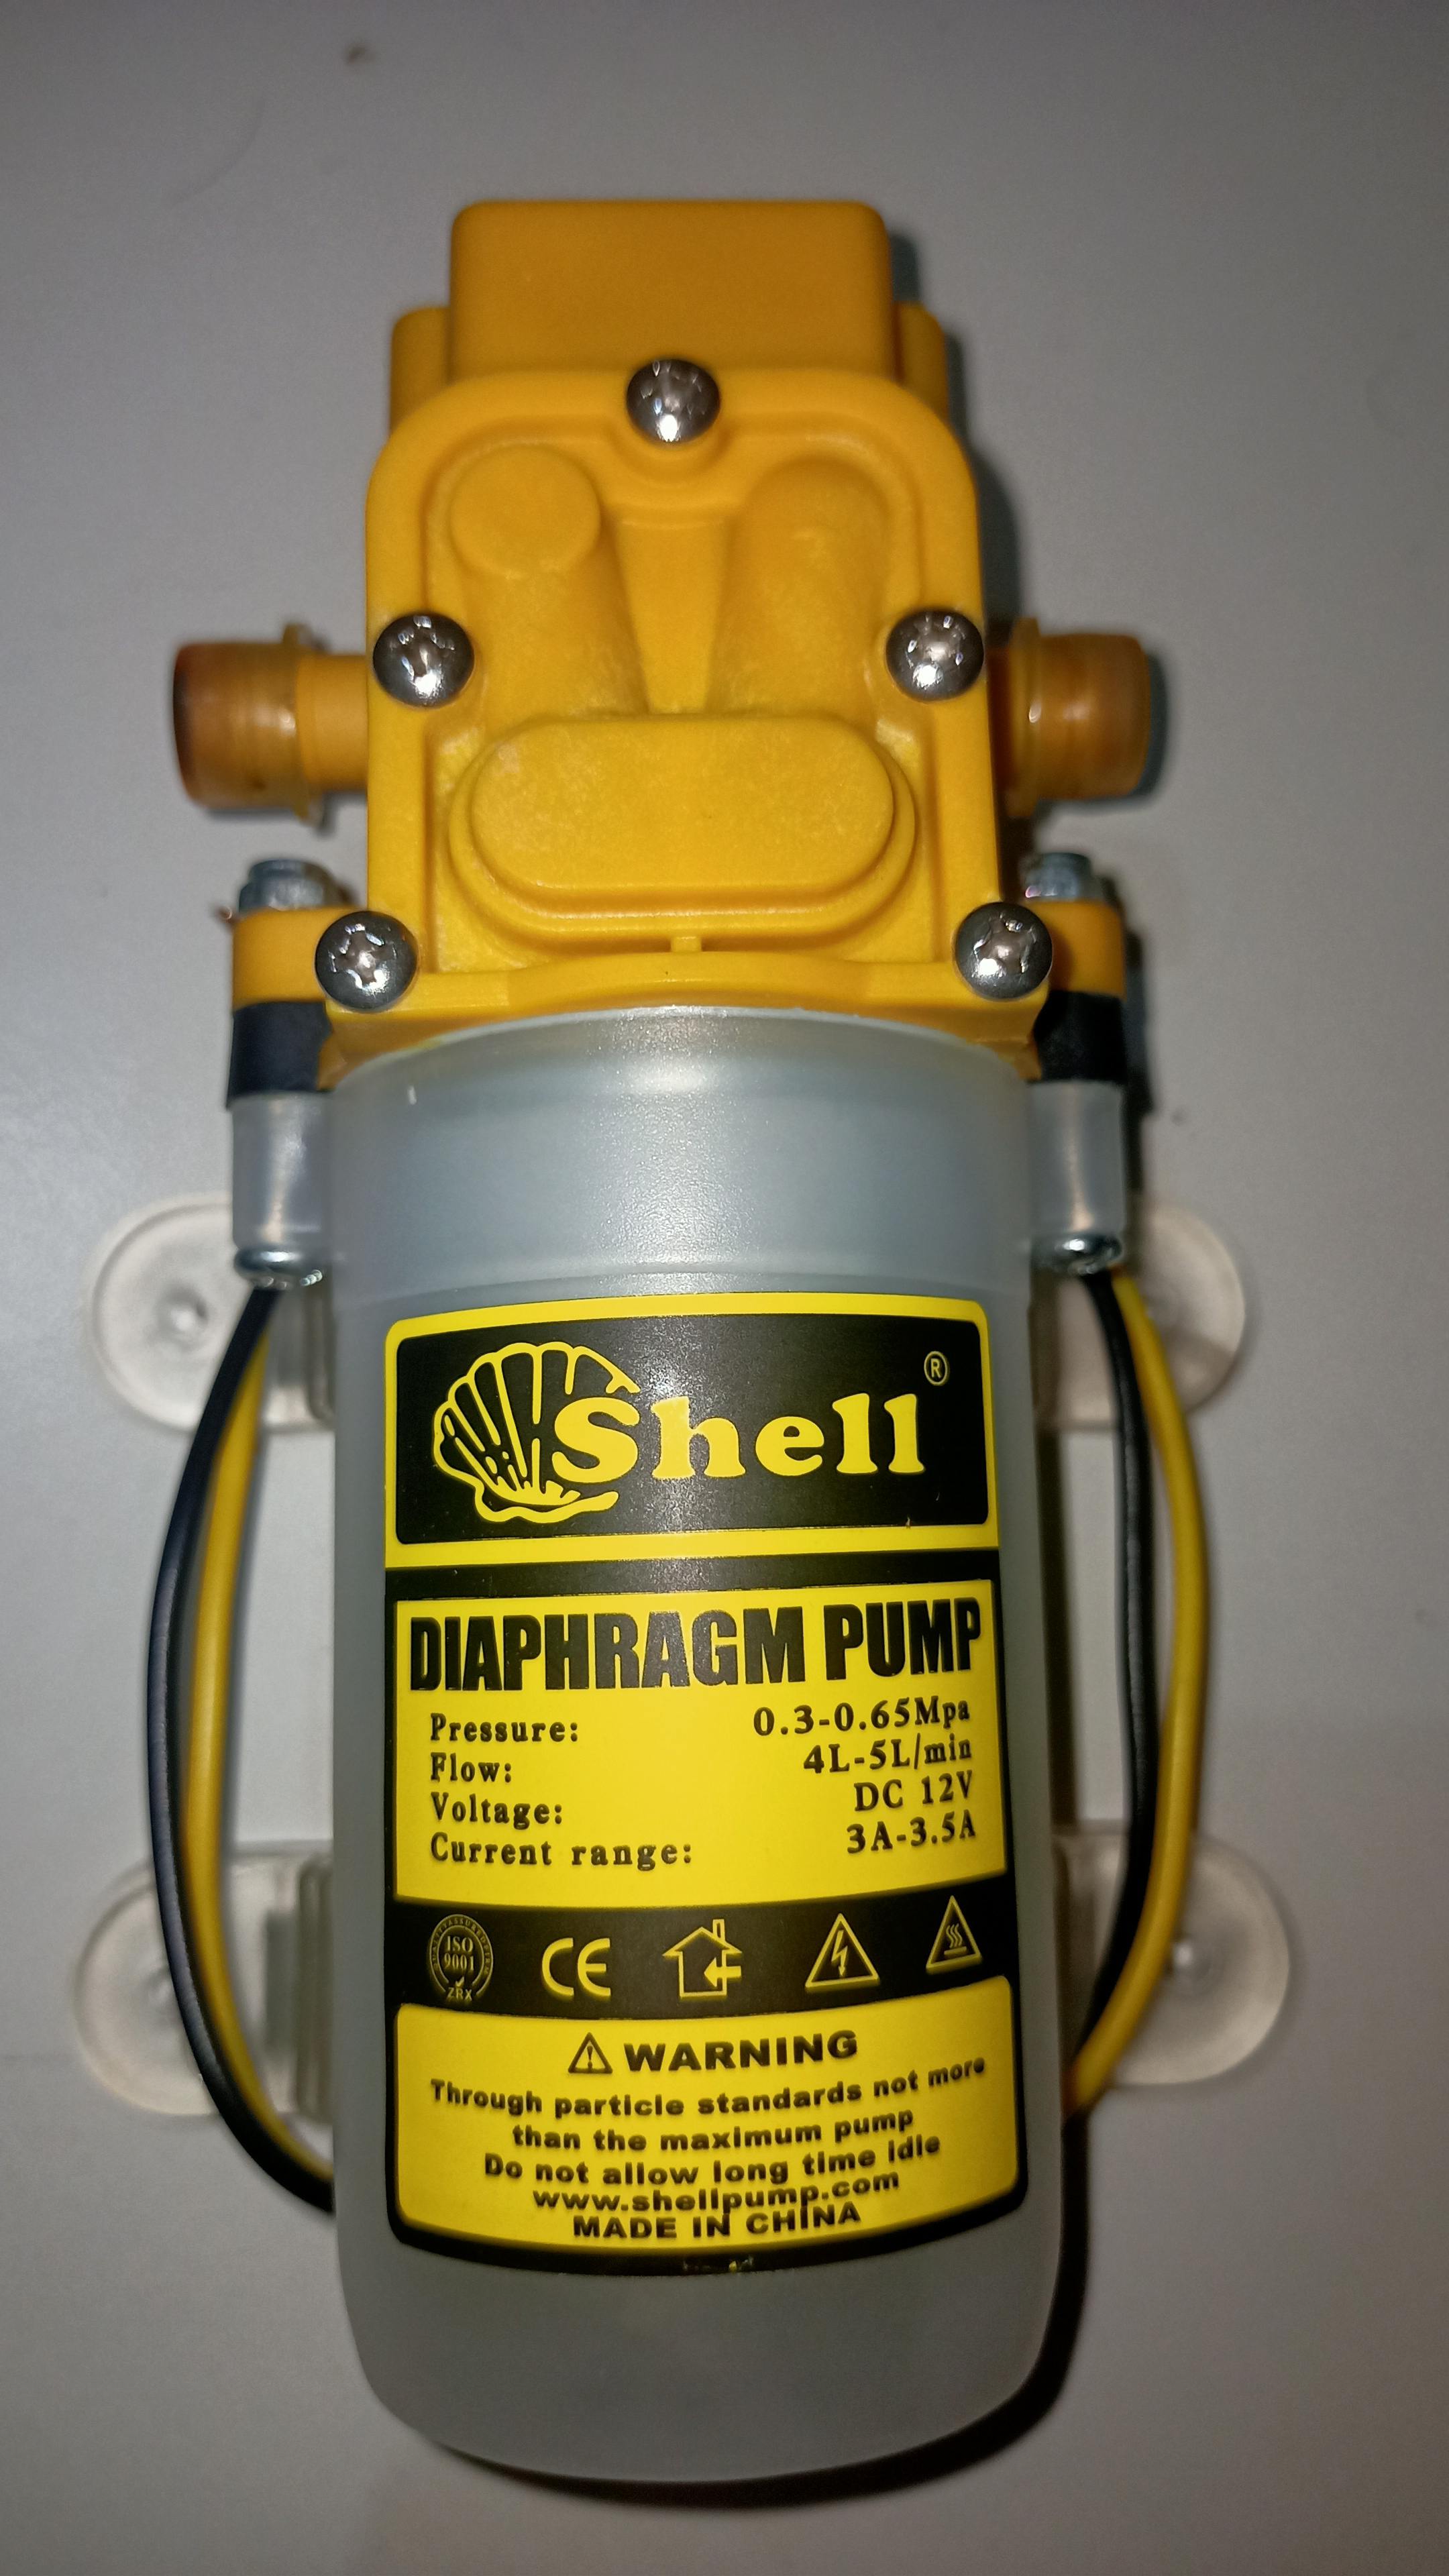 Shell ®
DIAPHRAGM PUMP
Pressure: 0.3-0.65Mpa
Flow: 4L-5L/min
Voltage: DC 12V
Current range: 3A-3.5A
ISO
9001
ZRX
CE
WARNING
Through particle standards not more
than the maximum pump
Do not allow long time idle
www.shellpump.com
MADE IN CHINA